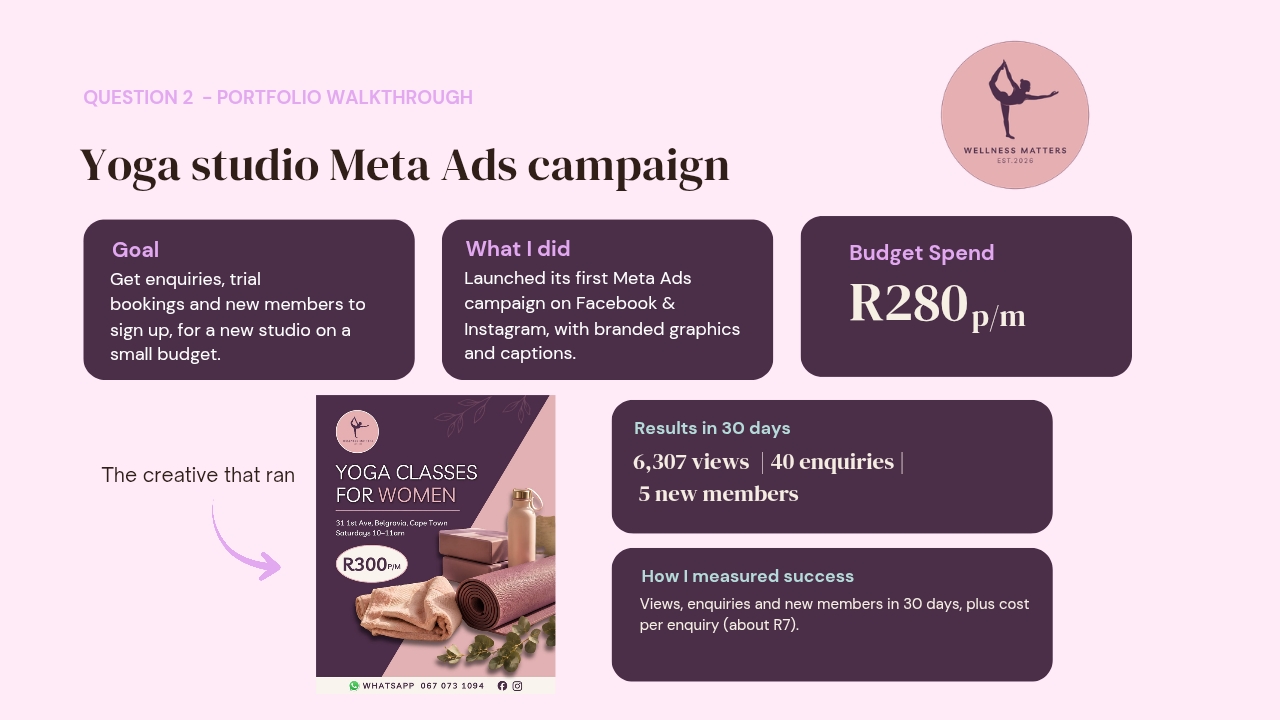 QUESTION 2 - PORTFOLIO WALKTHROUGH
WELLNESS MATTERS
EST.2026
Yoga studio Meta Ads campaign
Goal
Get enquiries, trial
bookings and new members to
sign up, for a new studio on a
small budget.
What I did
Launched its first Meta Ads
campaign on Facebook &
Instagram, with branded graphics
and captions.
Budget Spend
R280 p/m
The creative that ran
YOGA CLASSES
FOR WOMEN
31 1st Ave, Belgravia, Cape Town
Saturdays 10–11am
R300 P/M
WHATSAPP 067 073 1094
Results in 30 days
6,307 views | 40 enquiries |
5 new members
How I measured success
Views, enquiries and new members in 30 days, plus cost
per enquiry (about R7).